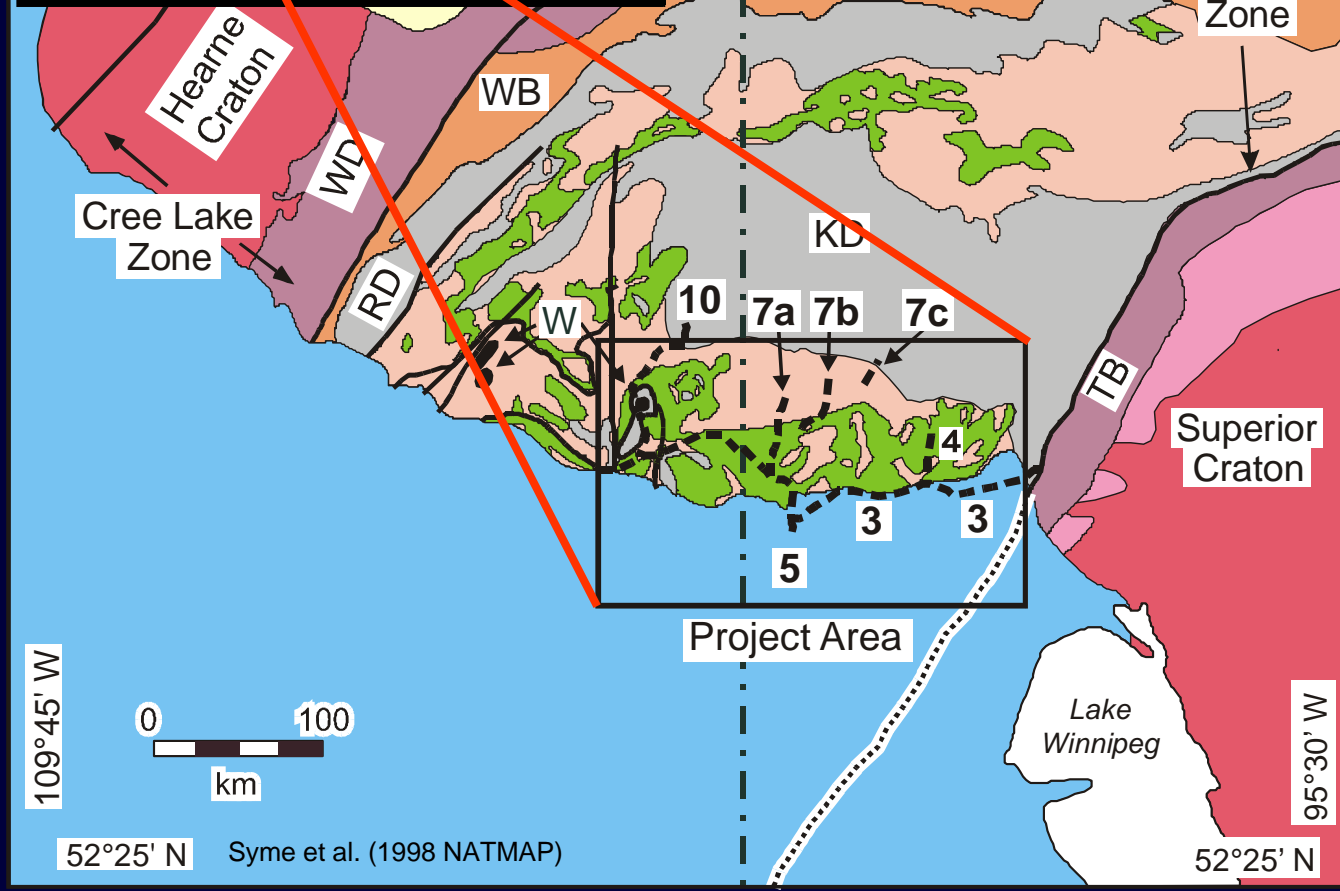 Zone
Hearne
Craton
WB
WD
Cree Lake
Zone
KD
RD
10
W
7a
7b
7c
TB
4
Superior
Craton
3
3
5
Project Area
109°45' W
0
100
km
Lake
Winnipeg
95°30' W
52°25' N
Syme et al. (1998 NATMAP)
52°25' N